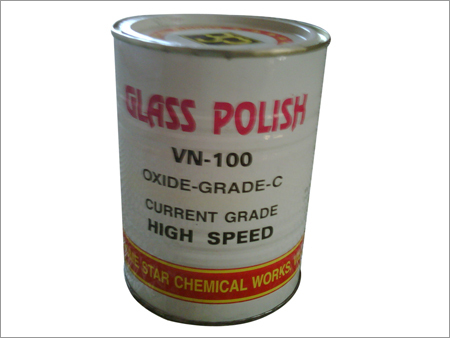 GLASS POLISH
VN-100
OXIDE-GRADE-C
CURRENT GRADE
HIGH SPEED
STAR CHEMICAL WORKS,